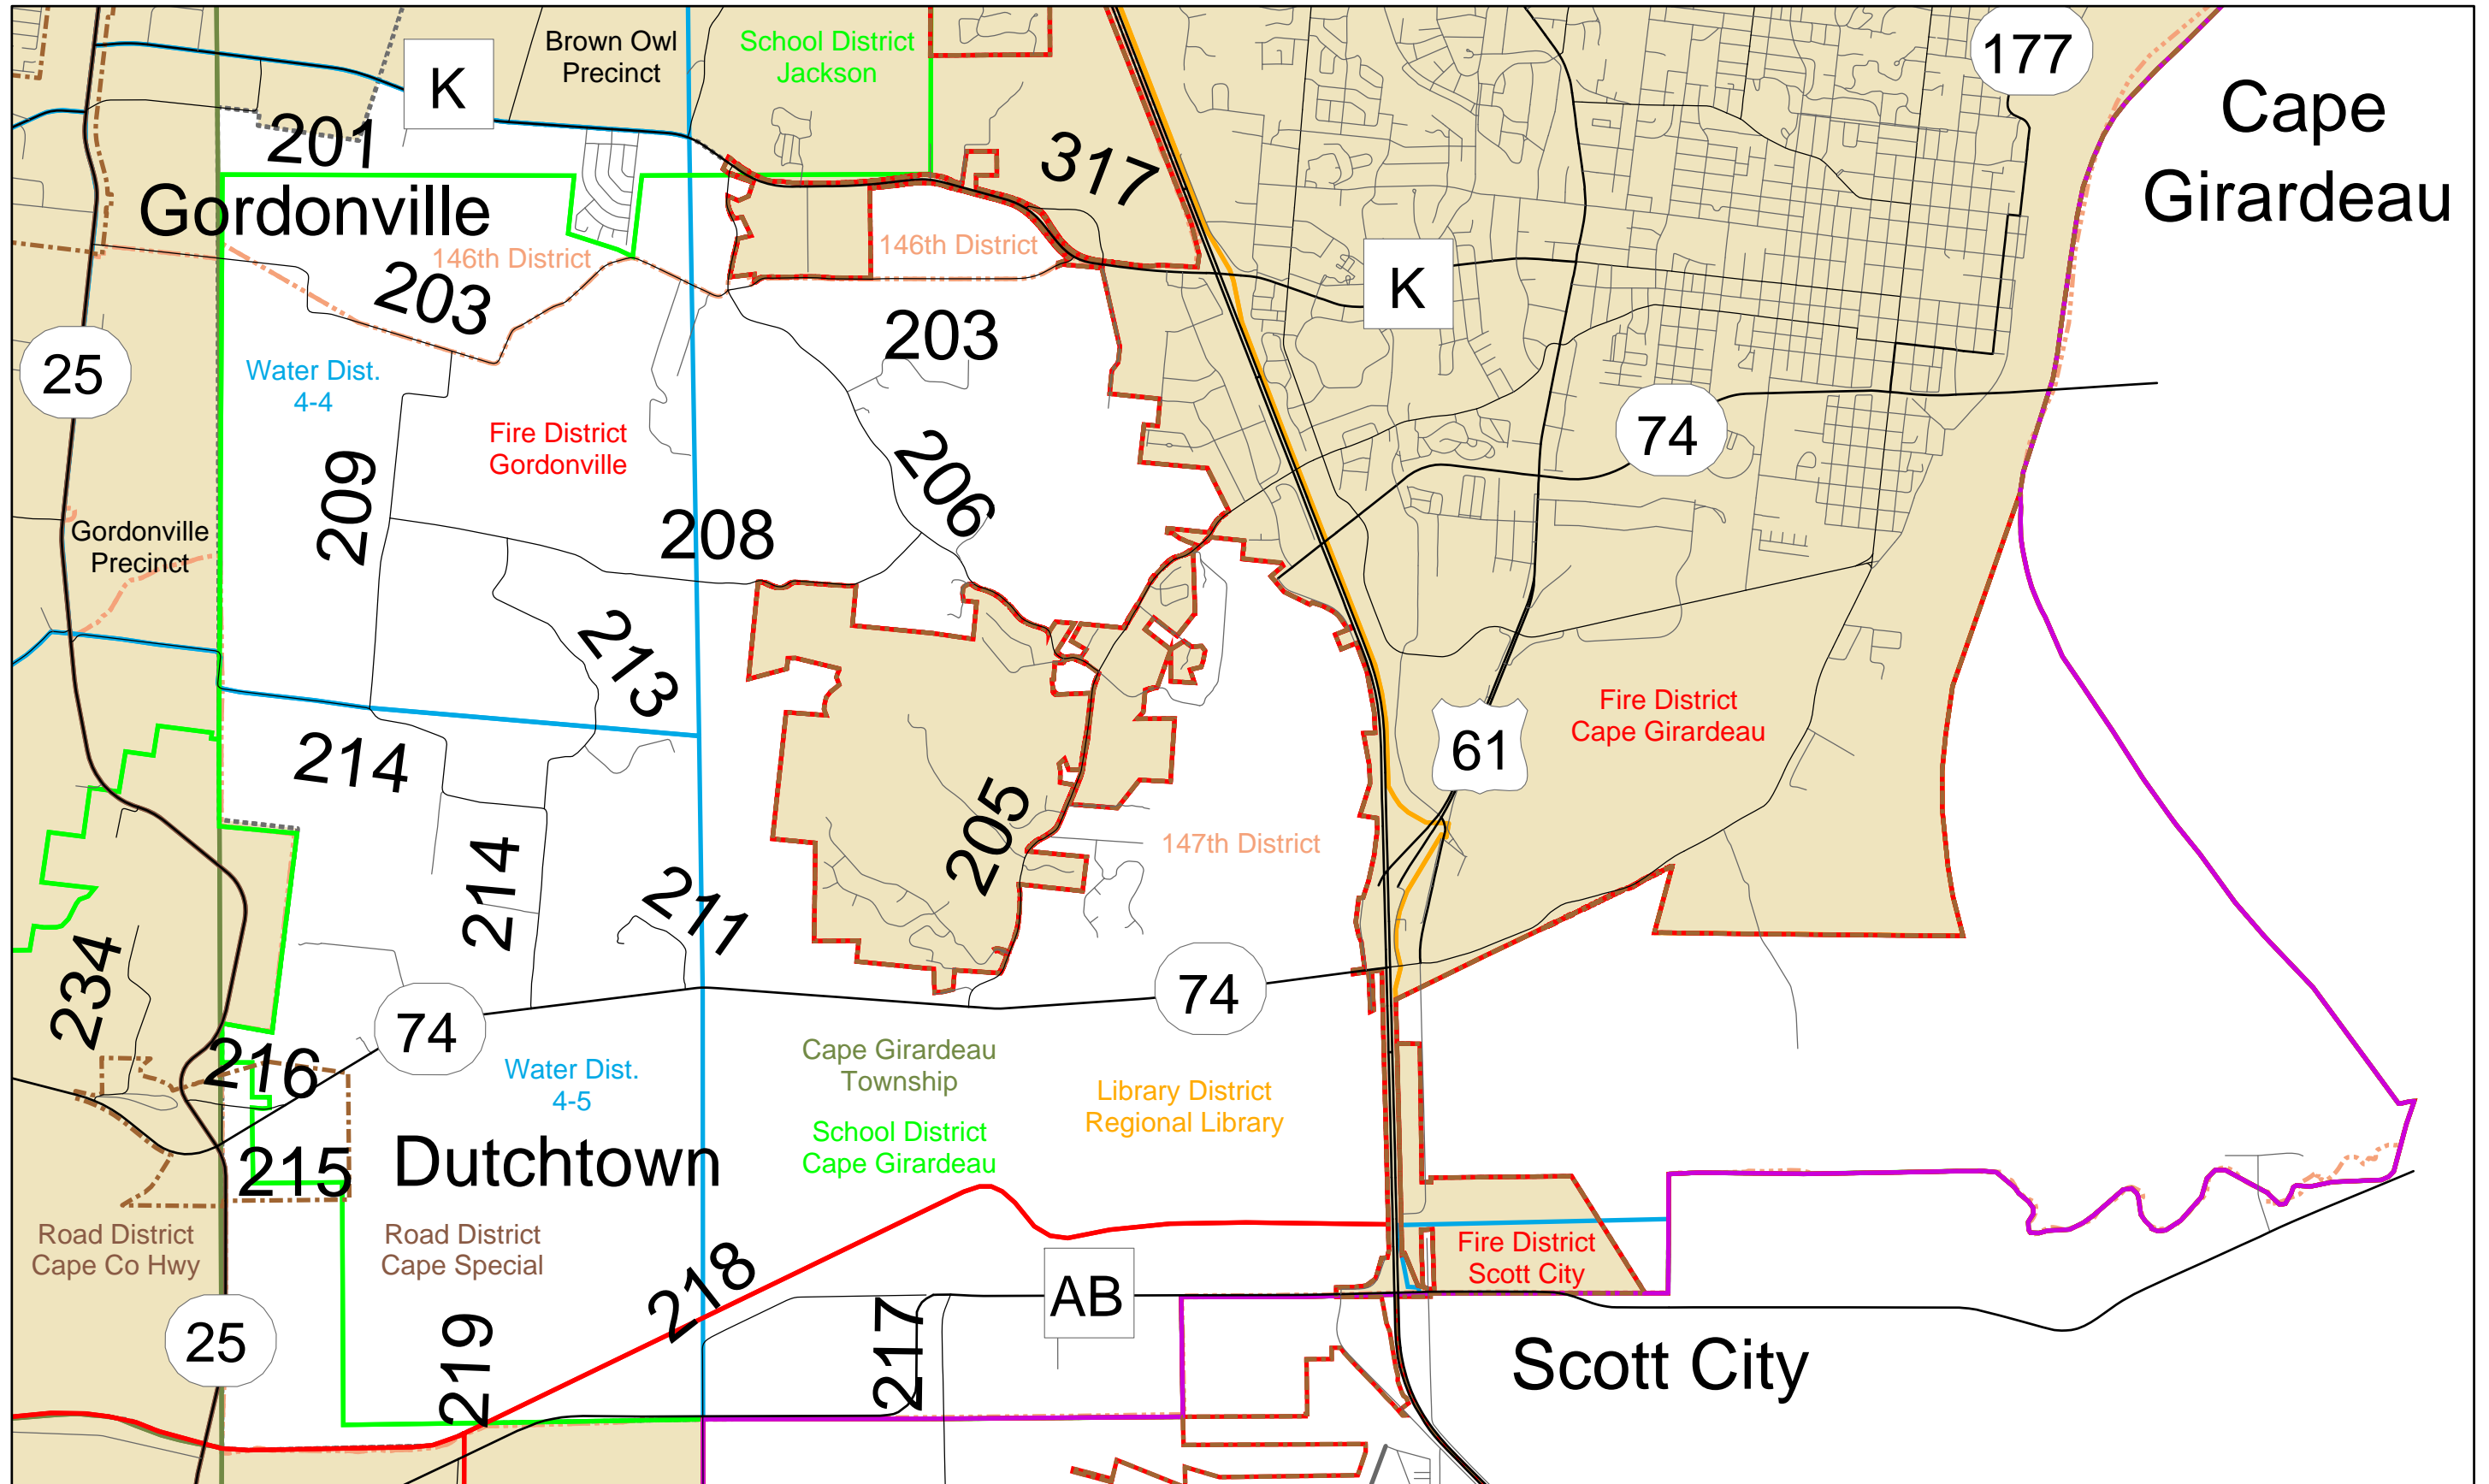 Brown Owl
Precinct
School District
Jackson
177
K
Cape
Girardeau
201
317
Gordonville
146th District
146th District
203
K
203
25
Water Dist.
4-4
74
Fire District
Gordonville
209
206
208
Gordonville
Precinct
213
Fire District
Cape Girardeau
61
214
205
147th District
214
211
234
74
74
216
Water Dist.
4-5
Cape Girardeau
Township
Library District
Regional Library
School District
Cape Girardeau
215
Dutchtown
Road District
Cape Co Hwy
Road District
Cape Special
Fire District
Scott City
218
AB
25
219
217
Scott City